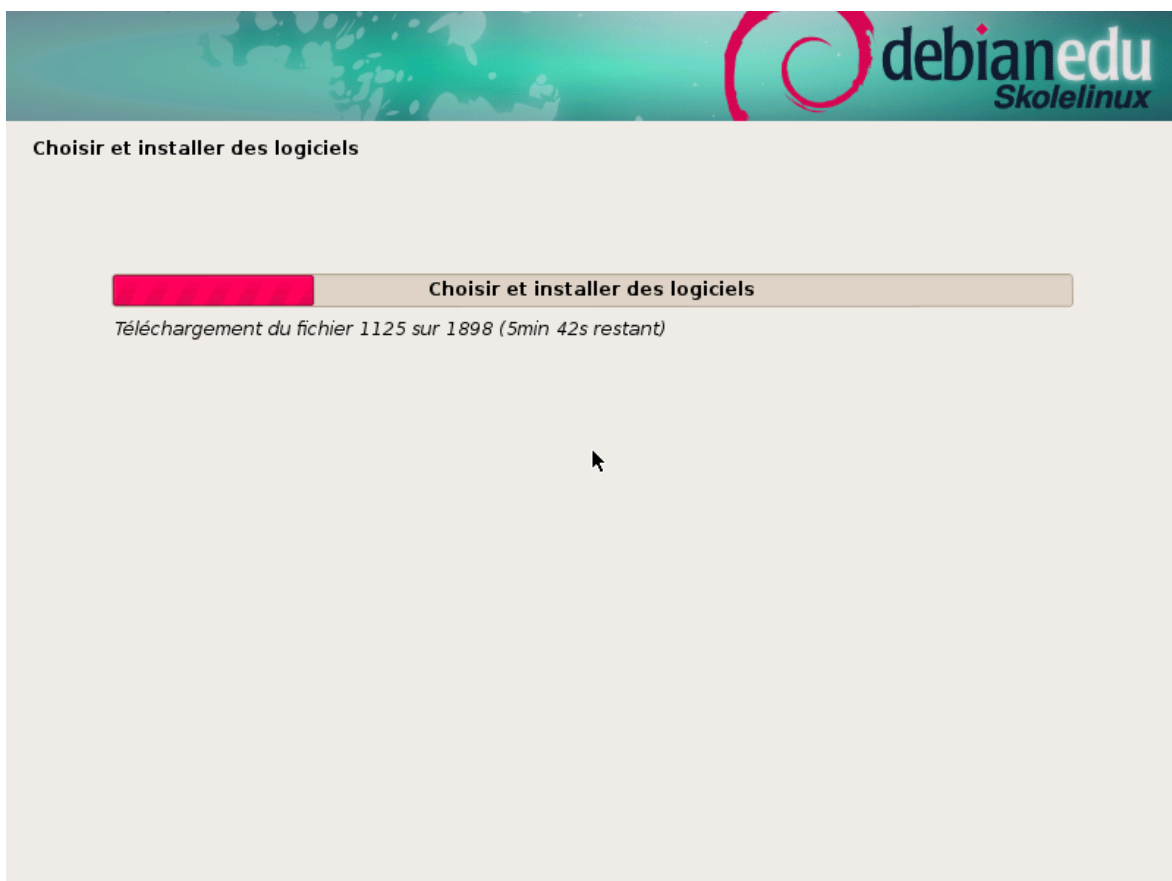 debianedu
Skolelinux
Choisir et installer des logiciels
Choisir et installer des logiciels
Téléchargement du fichier 1125 sur 1898 (5min 42s restant)